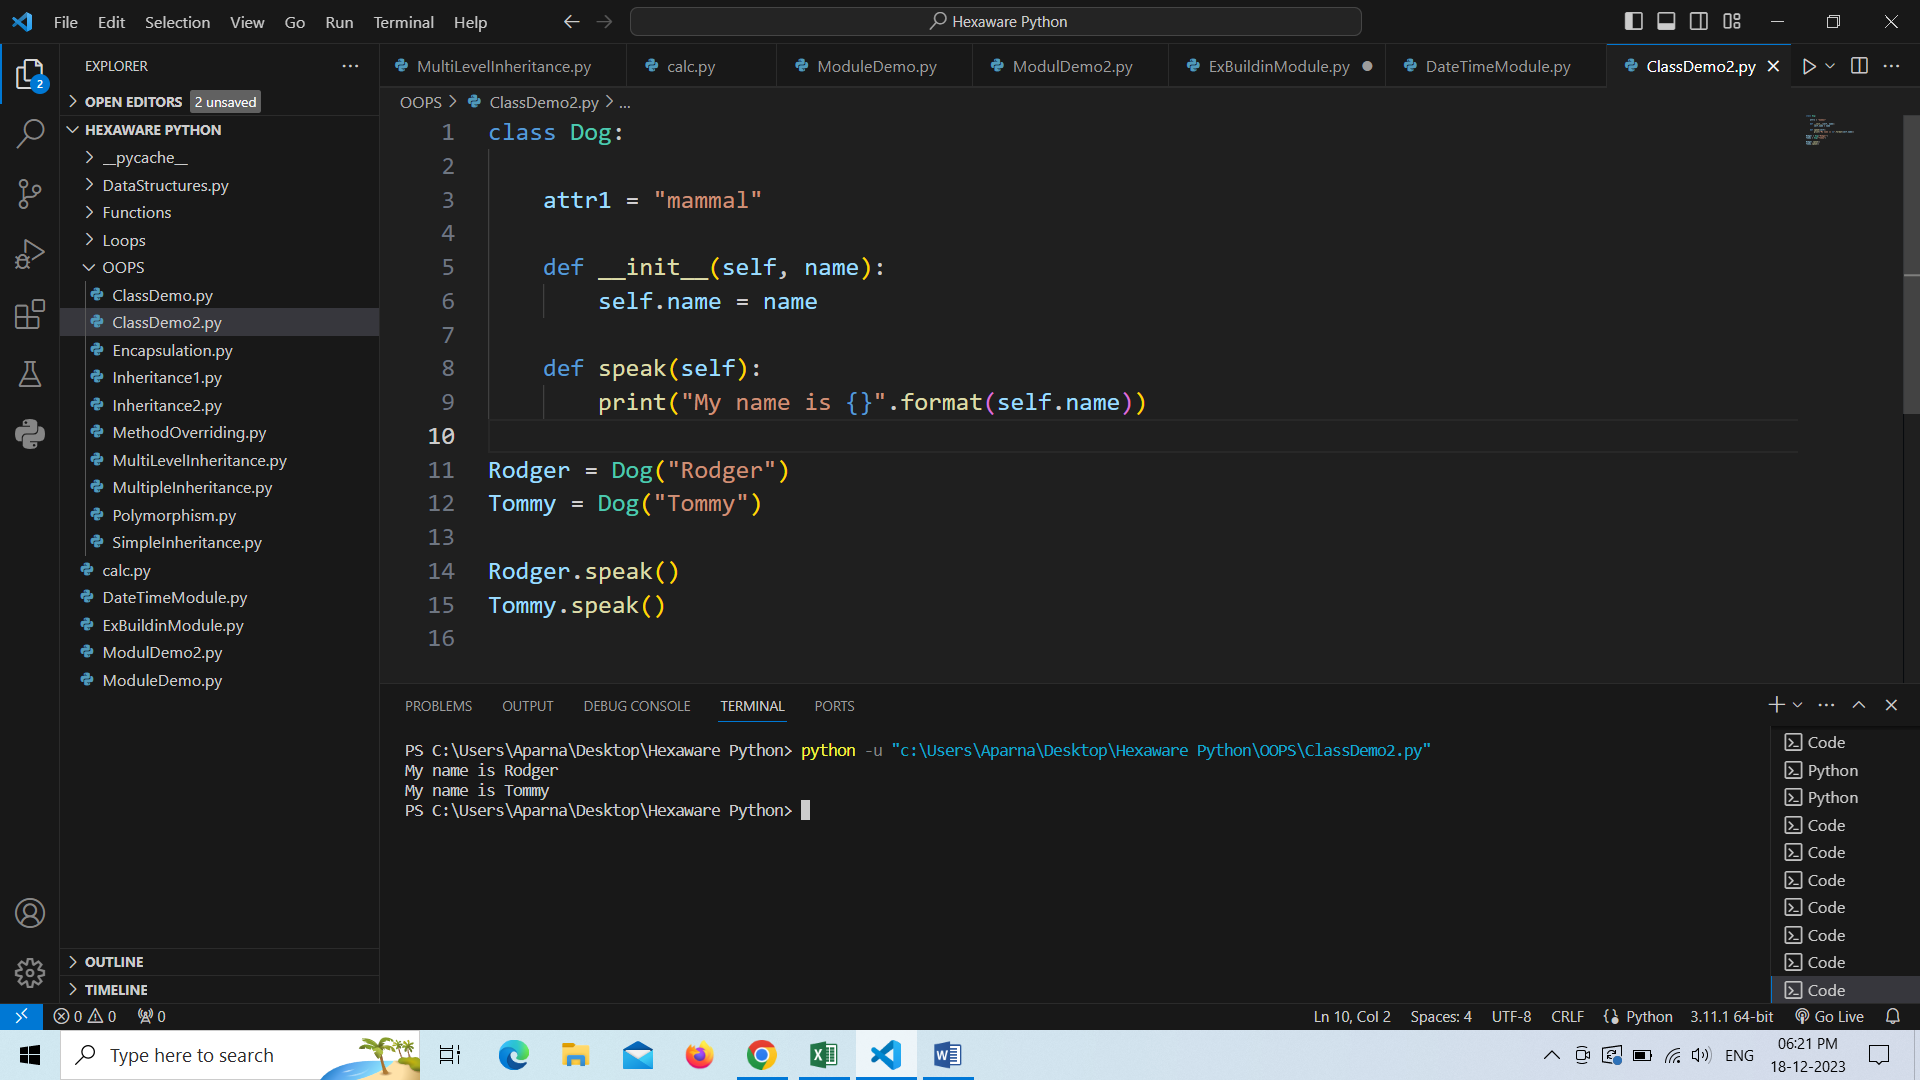 File Edit Selection View Go Run Terminal Help
Hexaware Python
EXPLORER
OPEN EDITORS 2 unsaved
HEXAWARE PYTHON
__pycache__
DataStructures.py
Functions
Loops
OOPS
ClassDemo.py
ClassDemo2.py
Encapsulation.py
Inheritance1.py
Inheritance2.py
MethodOverriding.py
MultiLevelInheritance.py
MultipleInheritance.py
Polymorphism.py
SimpleInheritance.py
calc.py
DateTimeModule.py
ExBuildinModule.py
ModulDemo2.py
ModuleDemo.py
OUTLINE
TIMELINE
2
MultiLevelInheritance.py calc.py ModuleDemo.py ModulDemo2.py ExBuildinModule.py DateTimeModule.py ClassDemo2.py
OOPS > ClassDemo2.py > ...
1 class Dog:
2
3 attr1 = "mammal"
4
5 def __init__(self, name):
6 self.name = name
7
8 def speak(self):
9 print("My name is {}".format(self.name))
10
11 Rodger = Dog("Rodger")
12 Tommy = Dog("Tommy")
13
14 Rodger.speak()
15 Tommy.speak()
16
PROBLEMS OUTPUT DEBUG CONSOLE TERMINAL PORTS
PS C:\Users\Aparna\Desktop\Hexaware Python> python -u "c:\Users\Aparna\Desktop\Hexaware Python\OOPS\ClassDemo2.py"
My name is Rodger
My name is Tommy
PS C:\Users\Aparna\Desktop\Hexaware Python>
Code
Python
Python
Code
Code
Code
Code
Code
Code
Code
0 0 0 Ln 10, Col 2 Spaces: 4 UTF-8 CRLF Python 3.11.1 64-bit Go Live
Type here to search
ENG
06:21 PM
18-12-2023